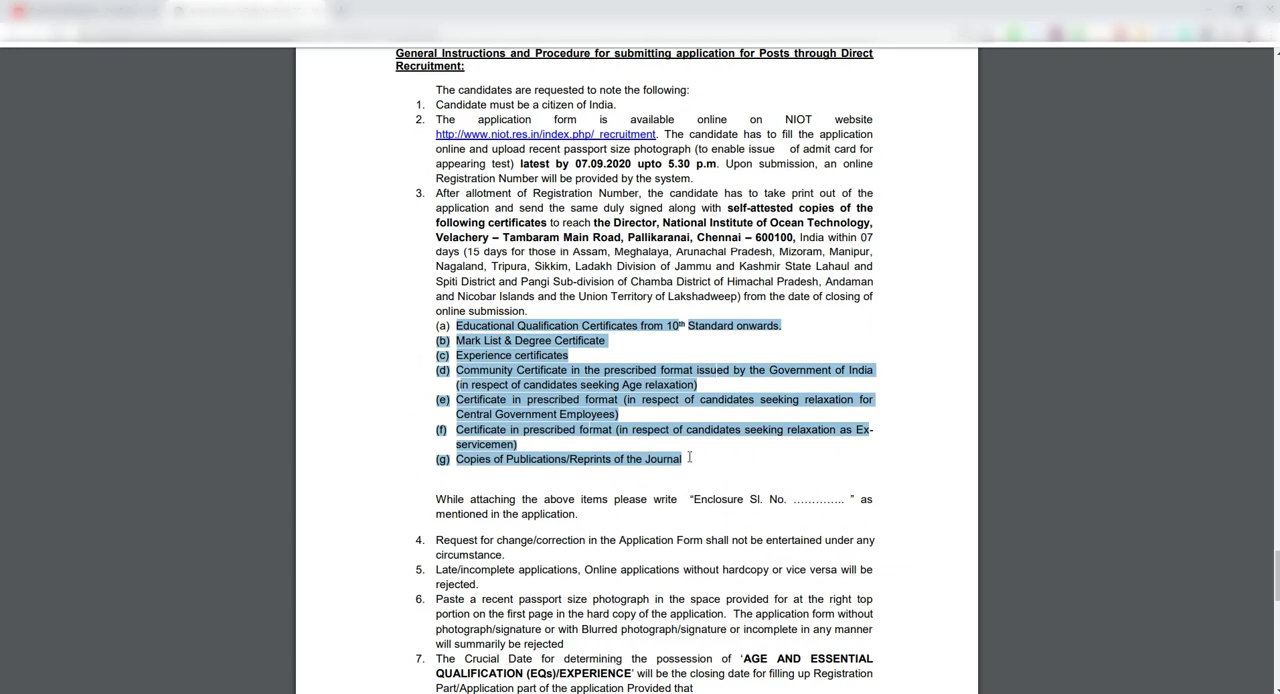 General Instructions and Procedure for submitting application for Posts through Direct
Recruitment:
The candidates are requested to note the following:
1. Candidate must be a citizen of India.
2. The application form is available online on NIOT website
http://www.niot.res.in/index.php/ recruitment. The candidate has to fill the application
online and upload recent passport size photograph (to enable issue of admit card for
appearing test) latest by 07.09.2020 upto 5.30 p.m. Upon submission, an online
Registration Number will be provided by the system.
3. After allotment of Registration Number, the candidate has to take print out of the
application and send the same duly signed along with self-attested copies of the
following certificates to reach the Director, National Institute of Ocean Technology,
Velachery – Tambaram Main Road, Pallikaranai, Chennai – 600100, India within 07
days (15 days for those in Assam, Meghalaya, Arunachal Pradesh, Mizoram, Manipur,
Nagaland, Tripura, Sikkim, Ladakh Division of Jammu and Kashmir State Lahaul and
Spiti District and Pangi Sub-division of Chamba District of Himachal Pradesh, Andaman
and Nicobar Islands and the Union Territory of Lakshadweep) from the date of closing of
online submission.
(a) Educational Qualification Certificates from 10th Standard onwards.
(b) Mark List & Degree Certificate
(c) Experience certificates
(d) Community Certificate in the prescribed format issued by the Government of India
(in respect of candidates seeking Age relaxation)
(e) Certificate in prescribed format (in respect of candidates seeking relaxation for
Central Government Employees)
(f) Certificate in prescribed format (in respect of candidates seeking relaxation as Ex-
servicemen)
(g) Copies of Publications/Reprints of the Journal
While attaching the above items please write “Enclosure Sl. No. ………….. ” as
mentioned in the application.
4. Request for change/correction in the Application Form shall not be entertained under any
circumstance.
5. Late/incomplete applications, Online applications without hardcopy or vice versa will be
rejected.
6. Paste a recent passport size photograph in the space provided for at the right top
portion on the first page in the hard copy of the application. The application form without
photograph/signature or with Blurred photograph/signature or incomplete in any manner
will summarily be rejected
7. The Crucial Date for determining the possession of ‘AGE AND ESSENTIAL
QUALIFICATION (EQs)/EXPERIENCE’ will be the closing date for filling up Registration
Part/Application part of the application Provided that